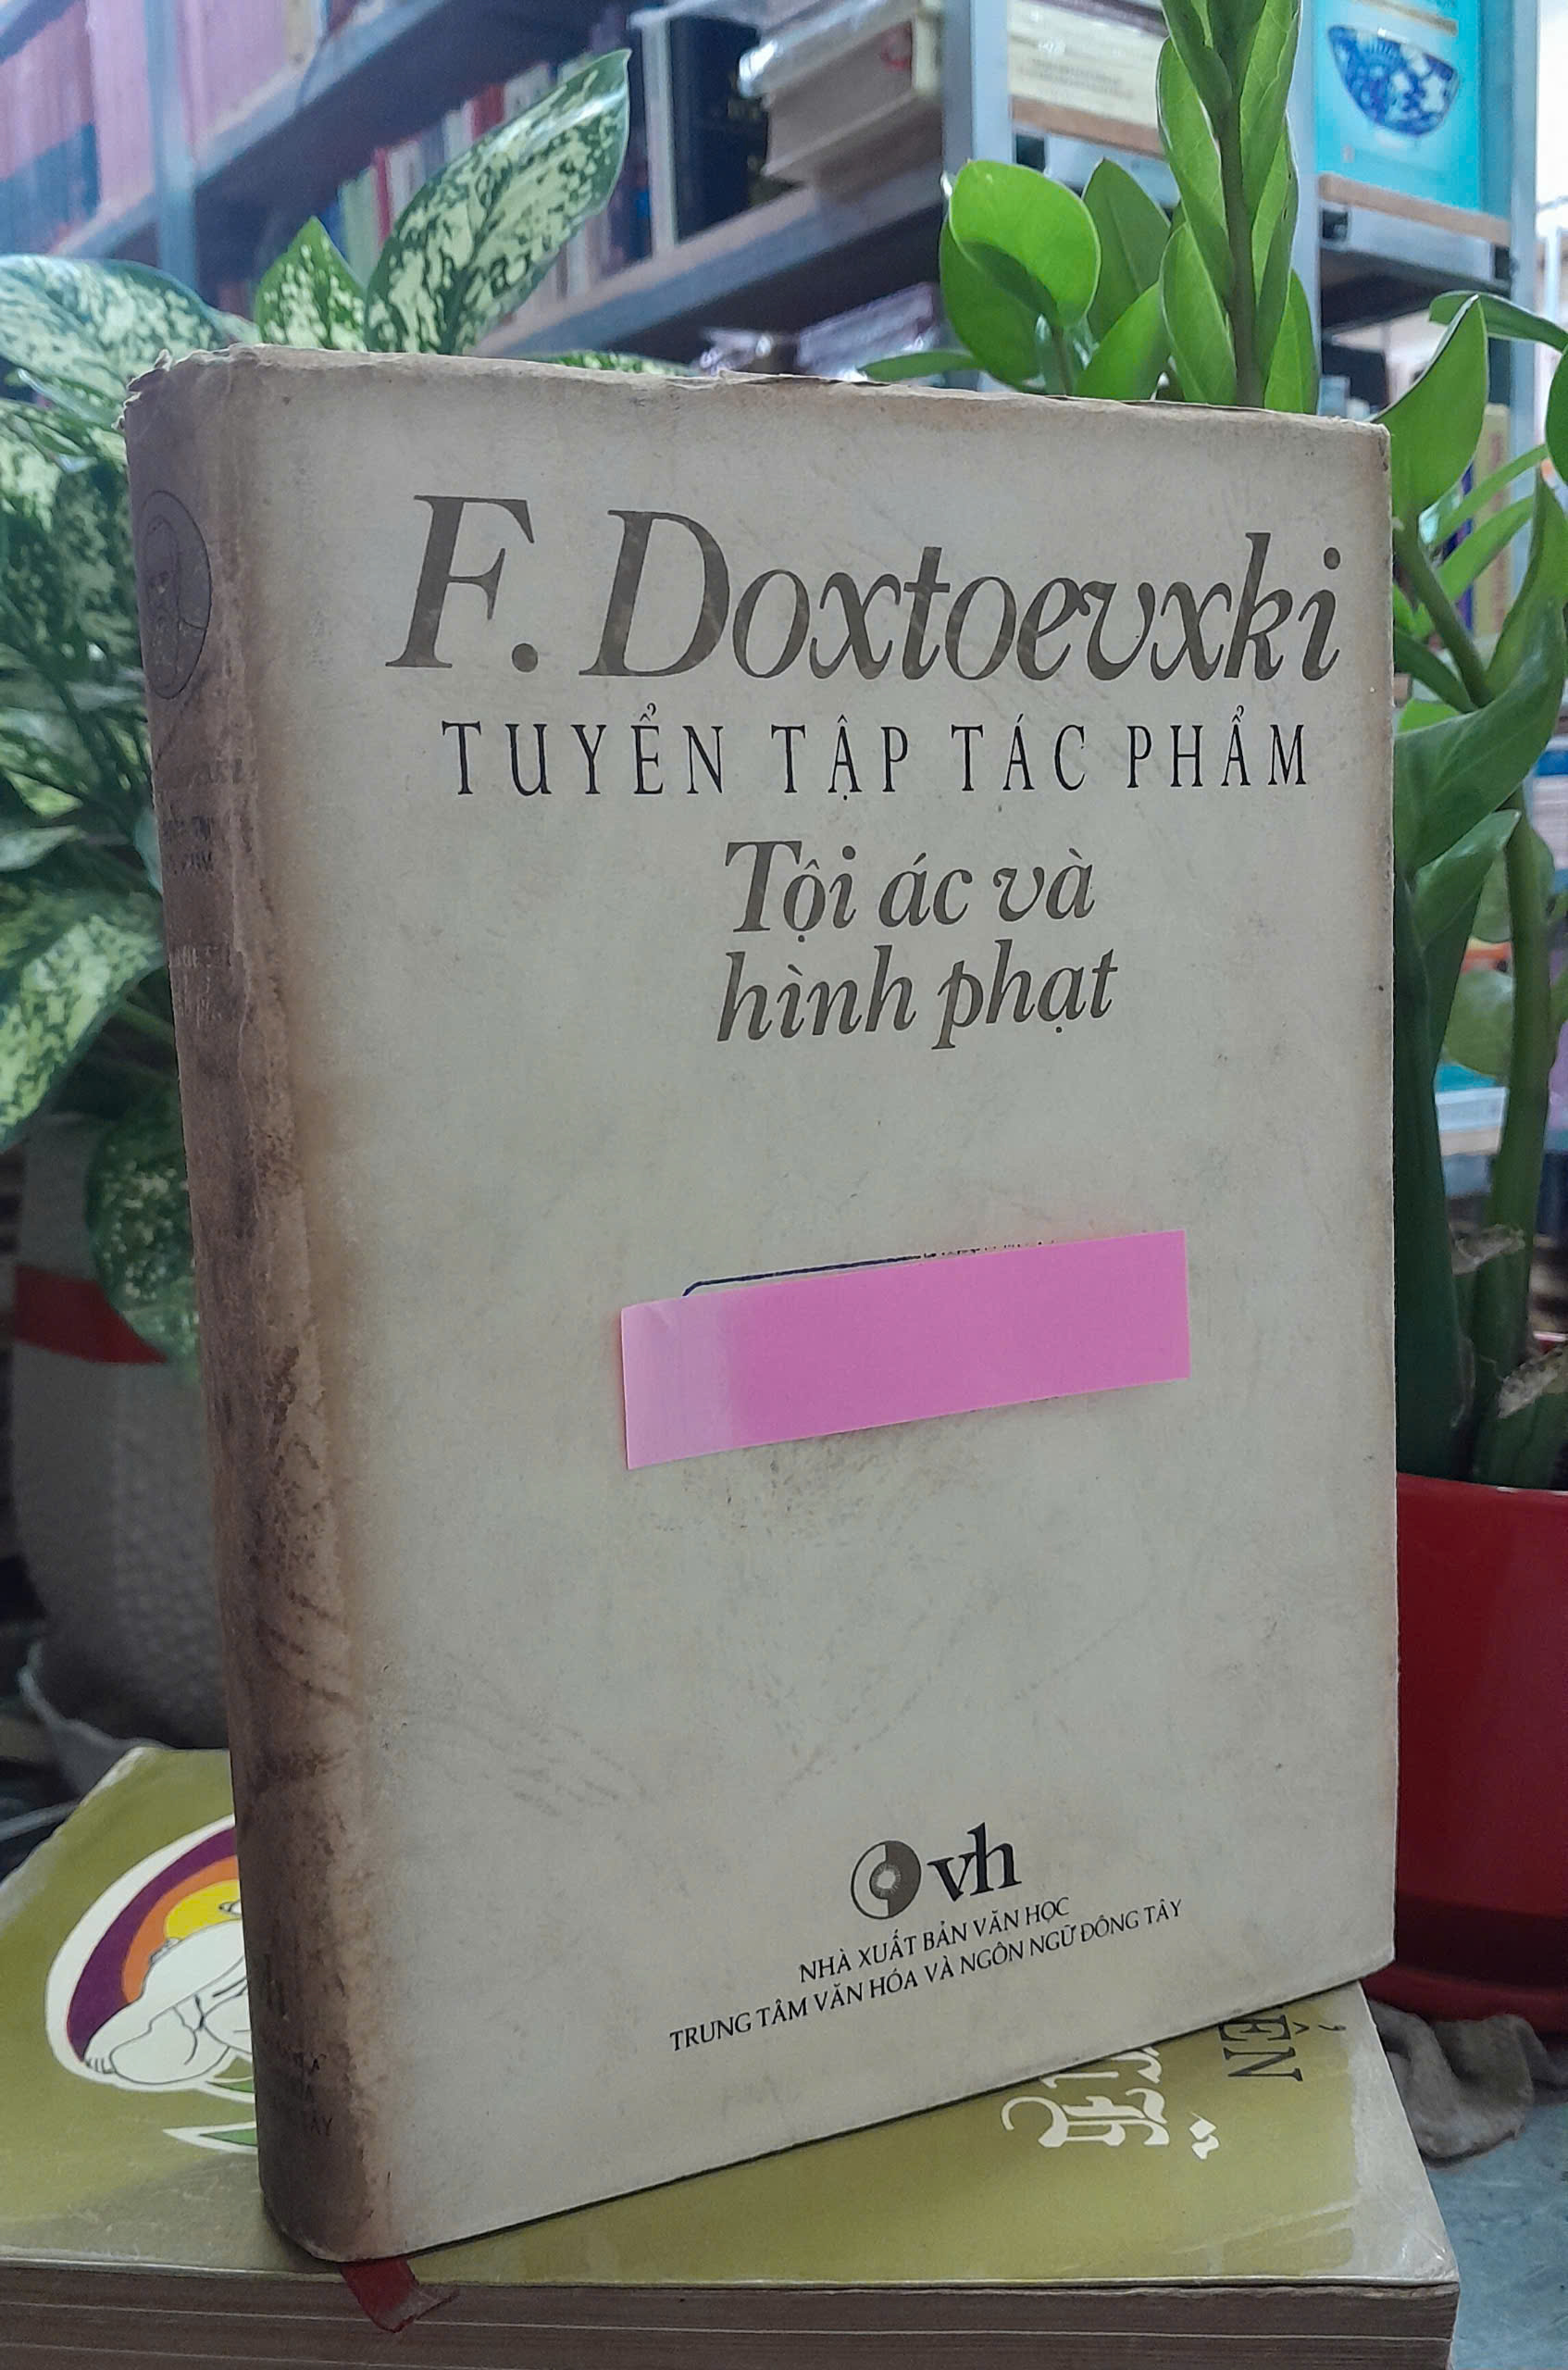 F. Doxtoevxki
TUYỂN TẬP TÁC PHẨM
Tội ác và
hình phạt
vh
NHÀ XUẤT BẢN VĂN HỌC
TRUNG TÂM VĂN HÓA VÀ NGÔN NGỮ ĐÔNG TÂY